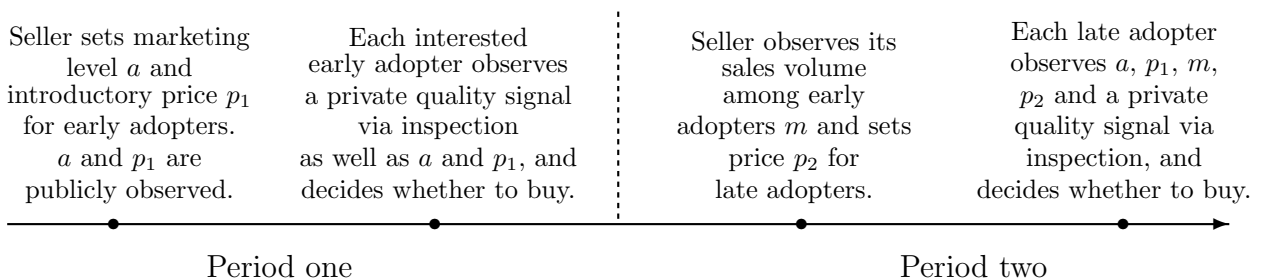 Seller sets marketing
level a and
introductory price p₁
for early adopters.
a and p₁ are
publicly observed.
Each interested
early adopter observes
a private quality signal
via inspection
as well as a and p₁, and
decides whether to buy.
Seller observes its
sales volume
among early
adopters m and sets
price p₂ for
late adopters.
Each late adopter
observes a, p₁, m,
p₂ and a private
quality signal via
inspection, and
decides whether to buy.
Period one
Period two